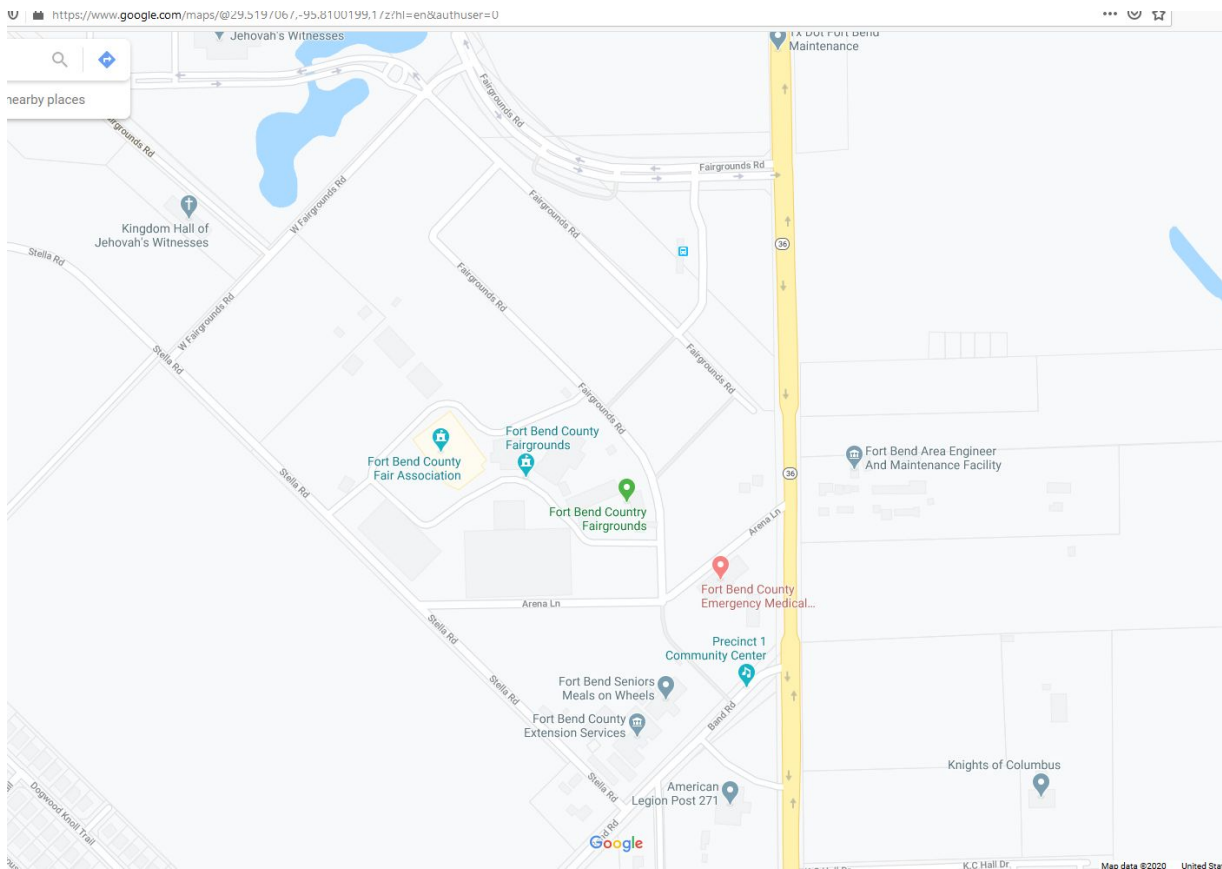 https://www.google.com/maps/@29.5197067,-95.8100199,17z?hl=en&authuser=0
Jehovah's Witnesses
Tx Dot Fort Bend
Maintenance
nearby places
Fairgrounds Rd
Fairgrounds Rd
Fairgrounds Rd
W Fairgrounds Rd
Fairgrounds Rd
Kingdom Hall of
Jehovah's Witnesses
36
Stella Rd
Fairgrounds Rd
W Fairgrounds Rd
Stella Rd
Fairgrounds Rd
Fairgrounds Rd
Fort Bend County
Fairgrounds
Fort Bend County
Fair Association
Fort Bend Area Engineer
And Maintenance Facility
36
Stella Rd
Fort Bend Country
Fairgrounds
Arena Ln
Fort Bend County
Emergency Medical...
Arena Ln
Stella Rd
Precinct 1
Community Center
Fort Bend Seniors
Meals on Wheels
Stella Rd
Fort Bend County
Extension Services
Band Rd
Knights of Columbus
Stella Rd
American
Legion Post 271
Dogwood Knoll Trail
Band Rd
Google
K.C Hall Dr
K.C Hall Dr
Map data ©2020
United Stat